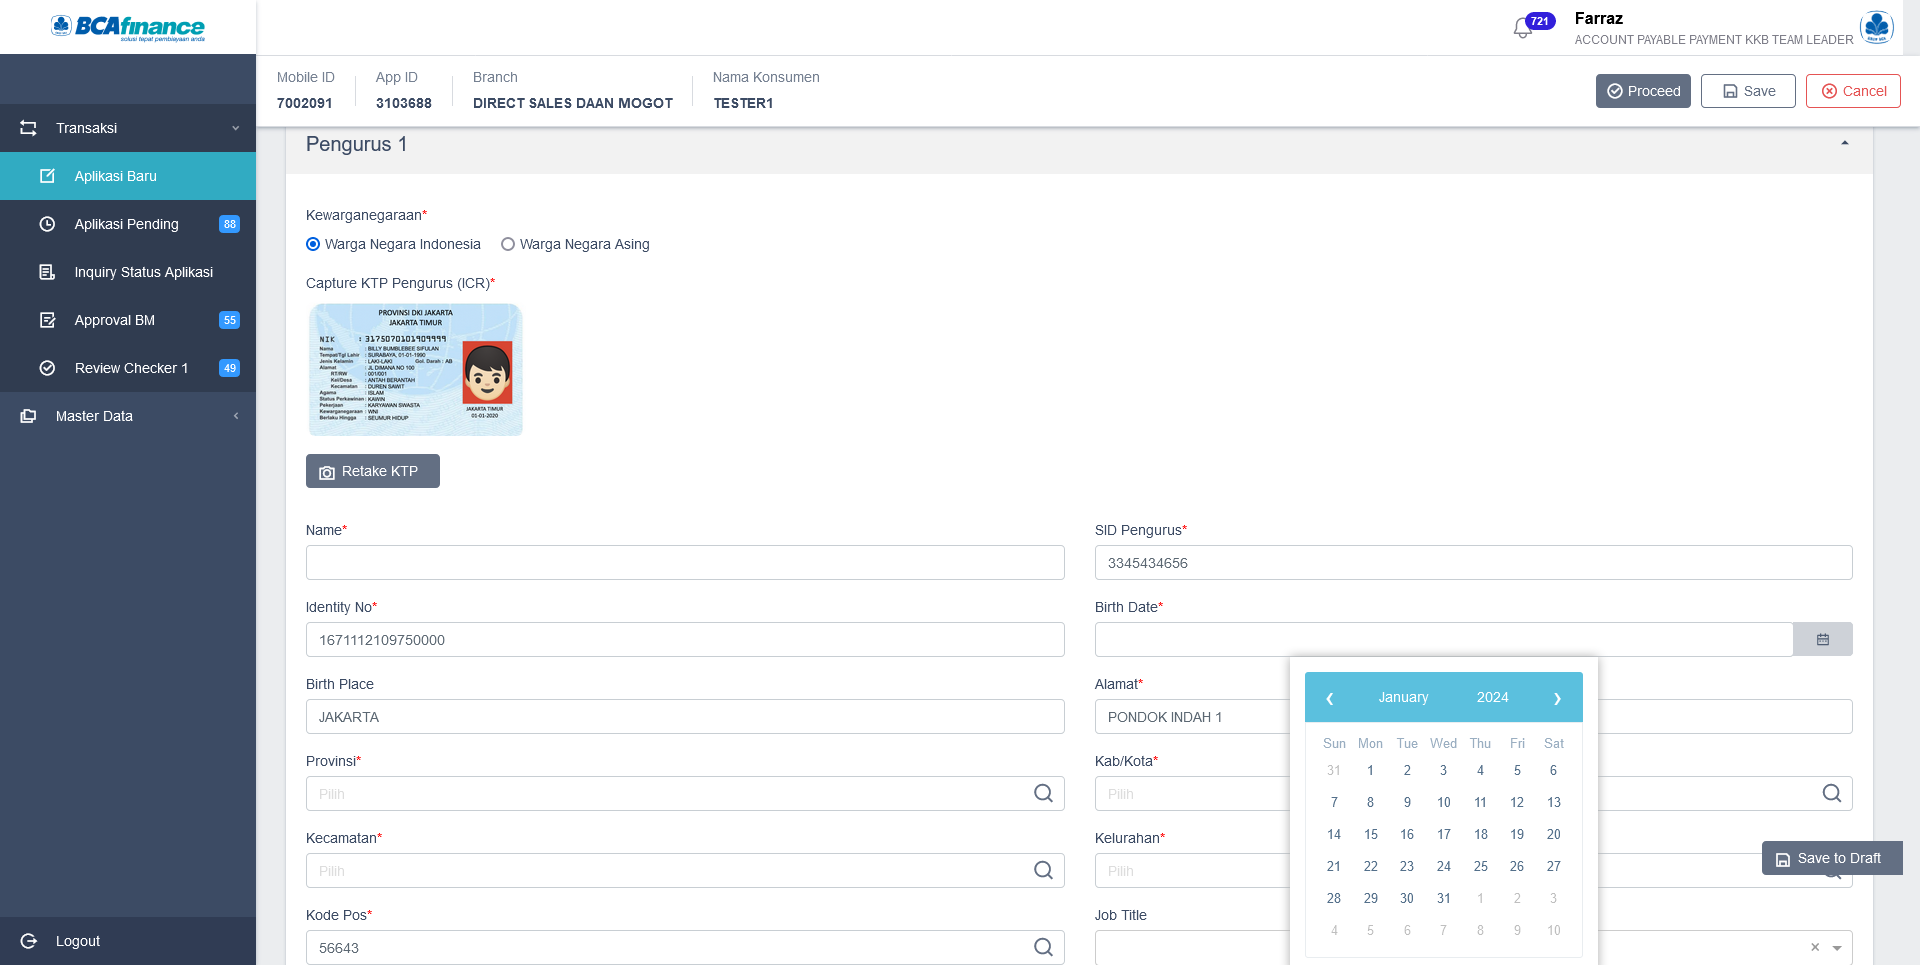 BCA finance
solusi tepat pembiayaan anda
721
Farraz
ACCOUNT PAYABLE PAYMENT KKB TEAM LEADER
Mobile ID
7002091
App ID
3103688
Branch
DIRECT SALES DAAN MOGOT
Nama Konsumen
TESTER1
Proceed
Save
Cancel
Transaksi
Aplikasi Baru
Aplikasi Pending 88
Inquiry Status Aplikasi
Approval BM 55
Review Checker 1 49
Master Data
Logout
Pengurus 1
Kewarganegaraan*
Warga Negara Indonesia Warga Negara Asing
Capture KTP Pengurus (ICR)*
PROVINSI DKI JAKARTA
JAKARTA TIMUR
NIK : 3175070101909999
Nama : BILLY BUMBLEBEE SIFULAN
Tempat/Tgl Lahir : SURABAYA, 01-01-1990
Jenis Kelamin : LAKI-LAKI Gol. Darah : AB
Alamat : JL DIMANA NO 100
RT/RW : 001/001
Kel/Desa : ANTAH BERANTAH
Kecamatan : DUREN SAWIT
Agama : ISLAM
Status Perkawinan : KAWIN
Pekerjaan : KARYAWAN SWASTA
Kewarganegaraan : WNI
Berlaku Hingga : SEUMUR HIDUP
JAKARTA TIMUR
01-01-2020
Retake KTP
Name*
SID Pengurus*
3345434656
Identity No*
1671112109750000
Birth Date*
Birth Place
JAKARTA
Alamat*
PONDOK INDAH 1
Provinsi*
Pilih
Kab/Kota*
Pilih
Kecamatan*
Pilih
Kelurahan*
Pilih
Kode Pos*
56643
Job Title
‹ January 2024 ›
Sun Mon Tue Wed Thu Fri Sat
31 1 2 3 4 5 6
7 8 9 10 11 12 13
14 15 16 17 18 19 20
21 22 23 24 25 26 27
28 29 30 31 1 2 3
4 5 6 7 8 9 10
Save to Draft